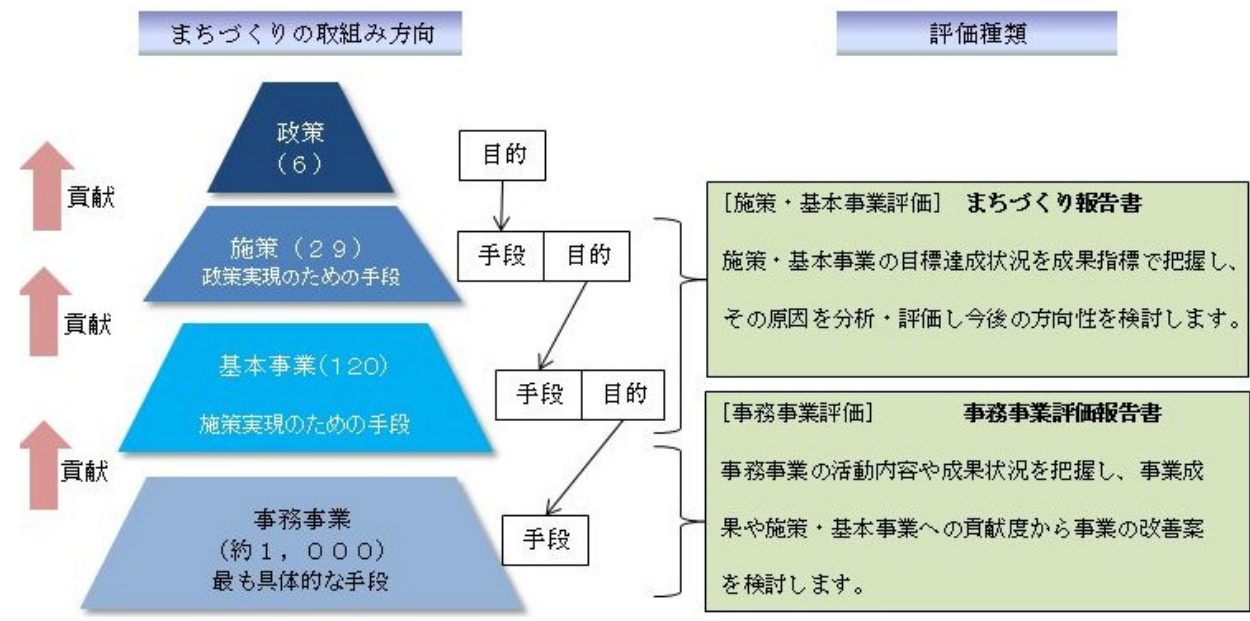 まちづくりの取組み方向
評価種類
政策
(６)
目的
貢献
施策（２９）
政策実現のための手段
手段
目的
貢献
基本事業(１２０)
施策実現のための手段
手段
目的
貢献
事務事業
(約１，０００)
最も具体的な手段
手段
[施策・基本事業評価]　まちづくり報告書
施策・基本事業の目標達成状況を成果指標で把握し、
その原因を分析・評価し今後の方向性を検討します。
[事務事業評価]　事務事業評価報告書
事務事業の活動内容や成果状況を把握し、事業成
果や施策・基本事業への貢献度から事業の改善案
を検討します。